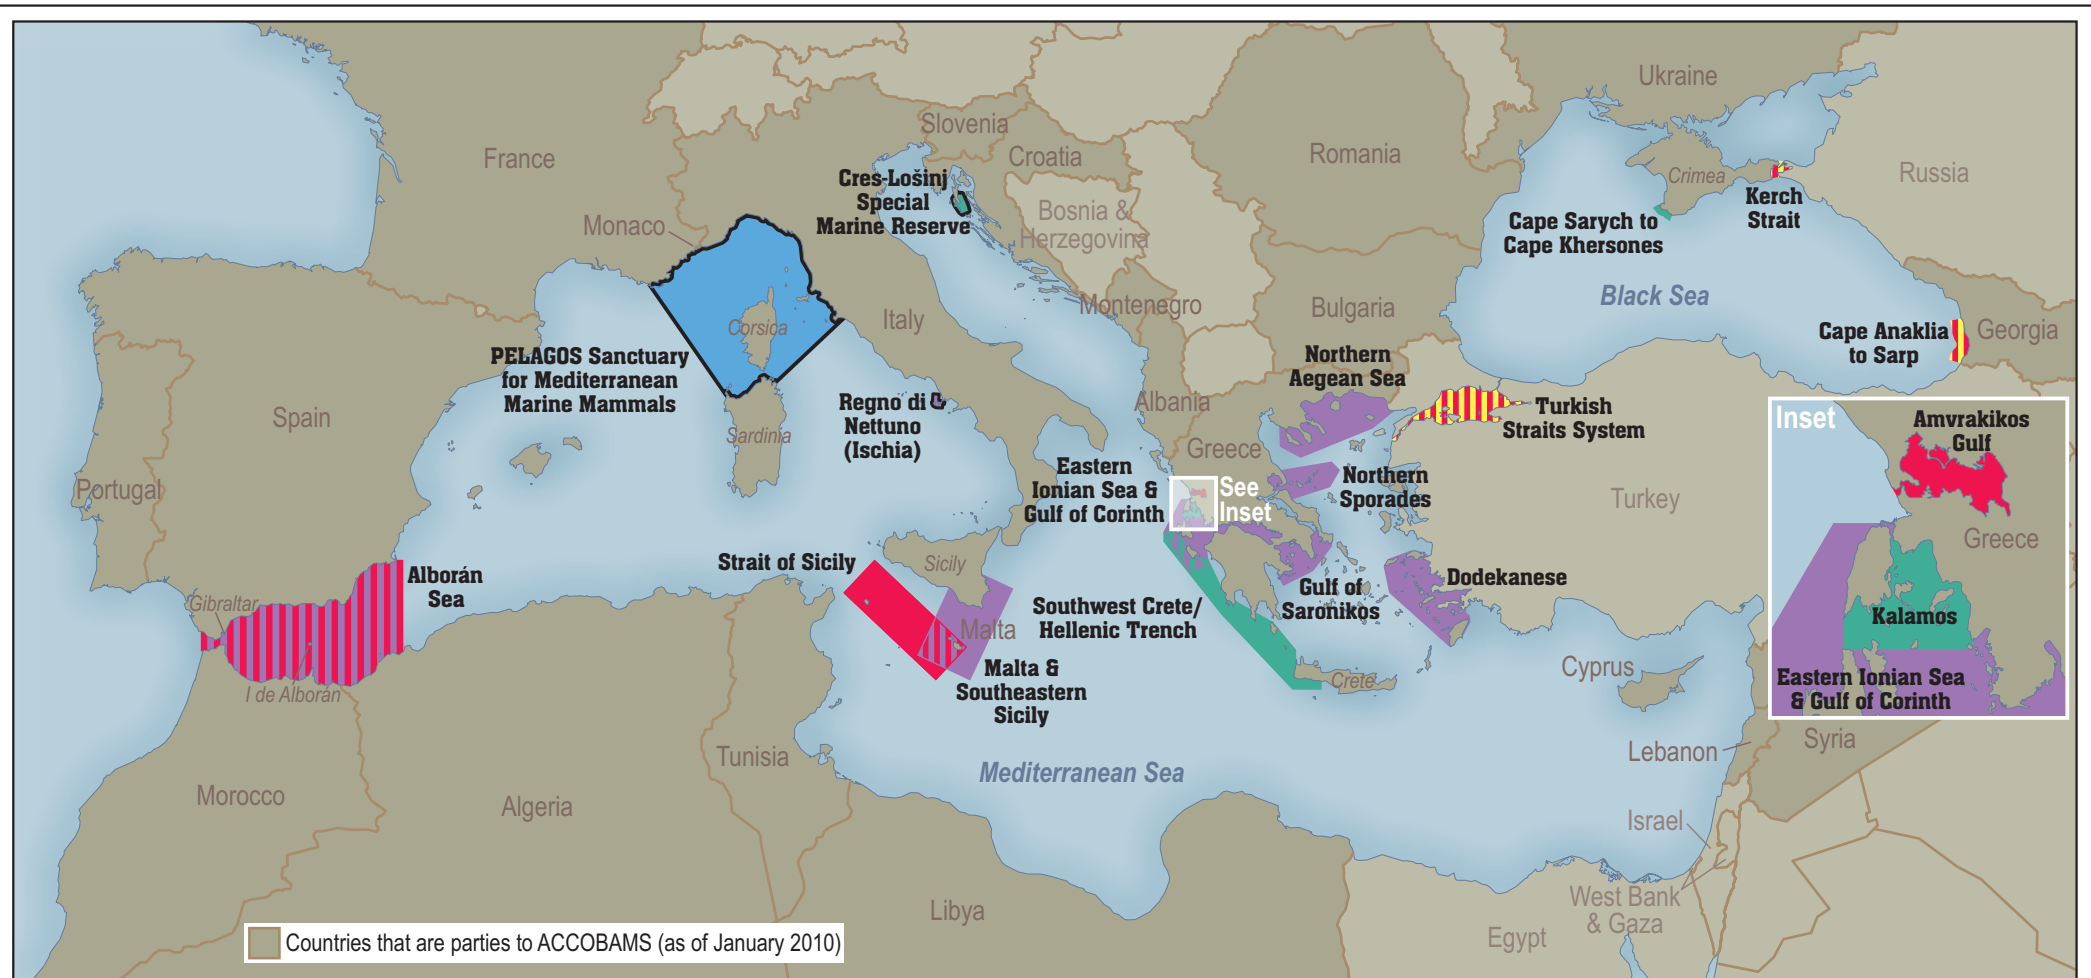 Ukraine
Slovenia
Croatia
Romania
France
Russia
Crimea
Cres-Lošinj
Special
Marine Reserve
Kerch
Strait
Bosnia &
Herzegovina
Monaco
Cape Sarych to
Cape Khersones
Black Sea
Montenegro
Bulgaria
Italy
Corsica
Cape Anaklia
to Sarp
Georgia
PELAGOS Sanctuary
for Mediterranean
Marine Mammals
Northern
Aegean Sea
Regno di
Nettuno
(Ischia)
Albania
Turkish
Straits System
Spain
Sardinia
Greece
Inset
Amvrakikos
Gulf
Greece
Kalamos
Eastern Ionian Sea
& Gulf of Corinth
Portugal
Eastern
Ionian Sea &
Gulf of Corinth
See
Inset
Northern
Sporades
Turkey
Strait of Sicily
Sicily
Alborán
Sea
Gibraltar
Dodekanese
Gulf of
Saronikos
Southwest Crete/
Hellenic Trench
Malta
Malta &
Southeastern
Sicily
Crete
Cyprus
I de Alborán
Tunisia
Mediterranean Sea
Lebanon
Syria
Morocco
Algeria
Israel
West Bank
& Gaza
Libya
Egypt
Countries that are parties to ACCOBAMS (as of January 2010)